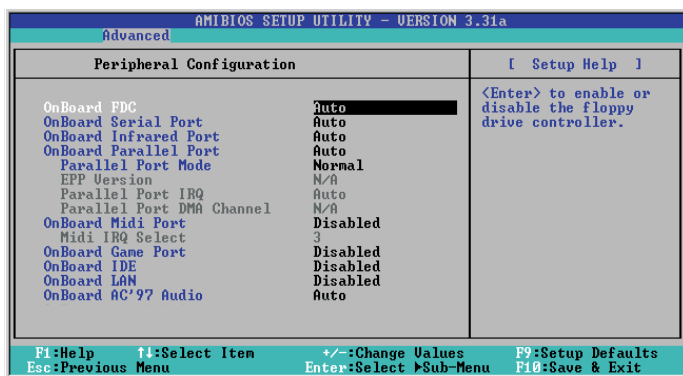 AMIBIOS SETUP UTILITY - VERSION 3.31a
Advanced
Peripheral Configuration
[ Setup Help ]
OnBoard FDC Auto
OnBoard Serial Port Auto
OnBoard Infrared Port Auto
OnBoard Parallel Port Auto
Parallel Port Mode Normal
EPP Version N/A
Parallel Port IRQ Auto
Parallel Port DMA Channel N/A
OnBoard Midi Port Disabled
Midi IRQ Select 3
OnBoard Game Port Disabled
OnBoard IDE Disabled
OnBoard LAN Disabled
OnBoard AC'97 Audio Auto
<Enter> to enable or
disable the floppy
drive controller.
F1:Help ↑↓:Select Item +/-:Change Values F9:Setup Defaults
Esc:Previous Menu Enter:Select ▶Sub-Menu F10:Save & Exit